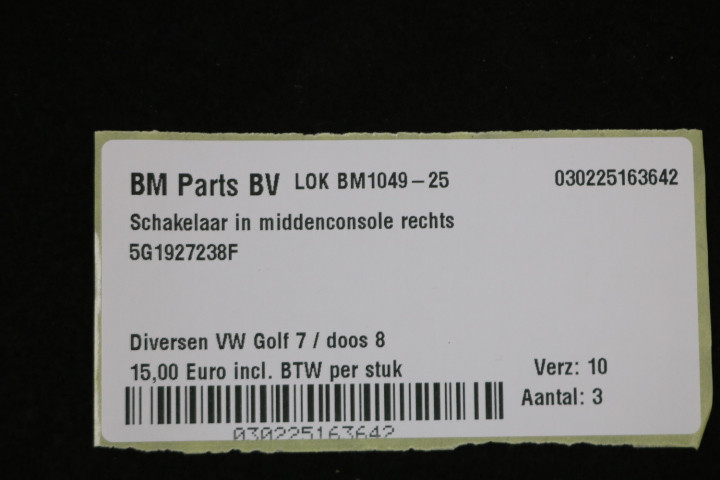 BM Parts BV LOK BM1049-25 030225163642
Schakelaar in middenconsole rechts
5G1927238F
Diversen VW Golf 7 / doos 8
15,00 Euro incl. BTW per stuk Verz: 10
Aantal: 3
030225163642